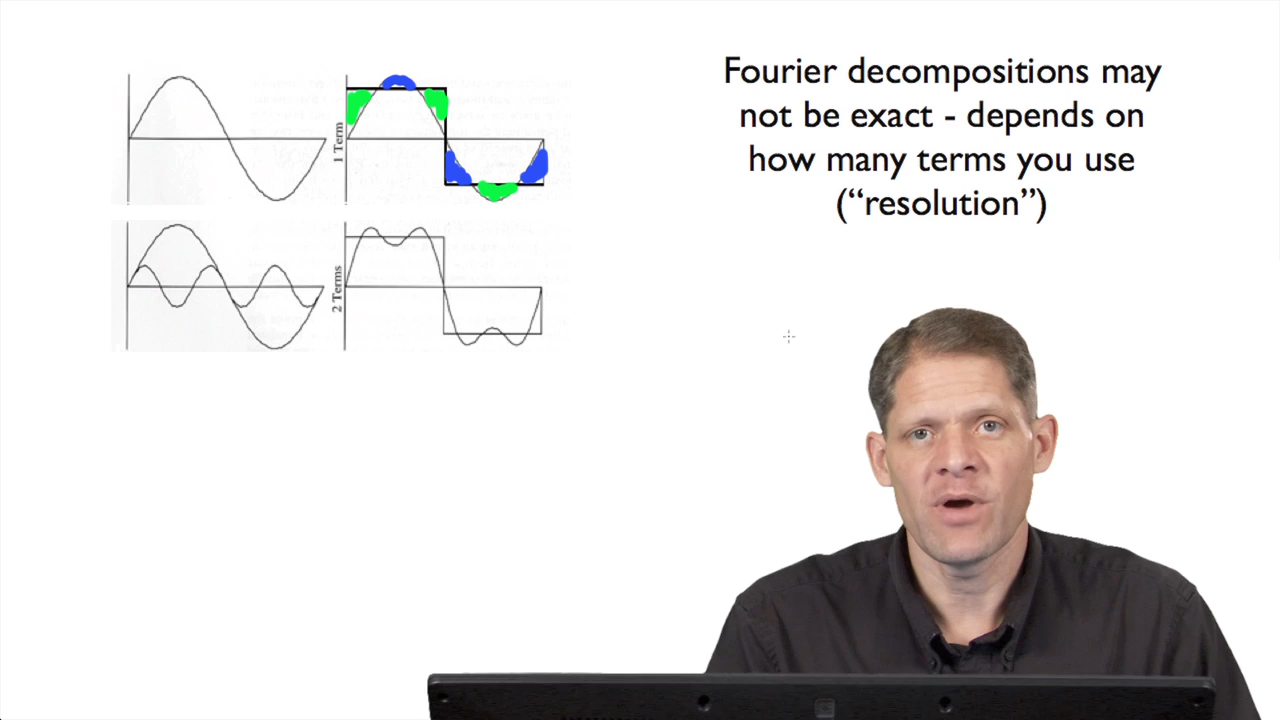 Fourier decompositions may
not be exact - depends on
how many terms you use
(“resolution”)
1 Term
2 Terms